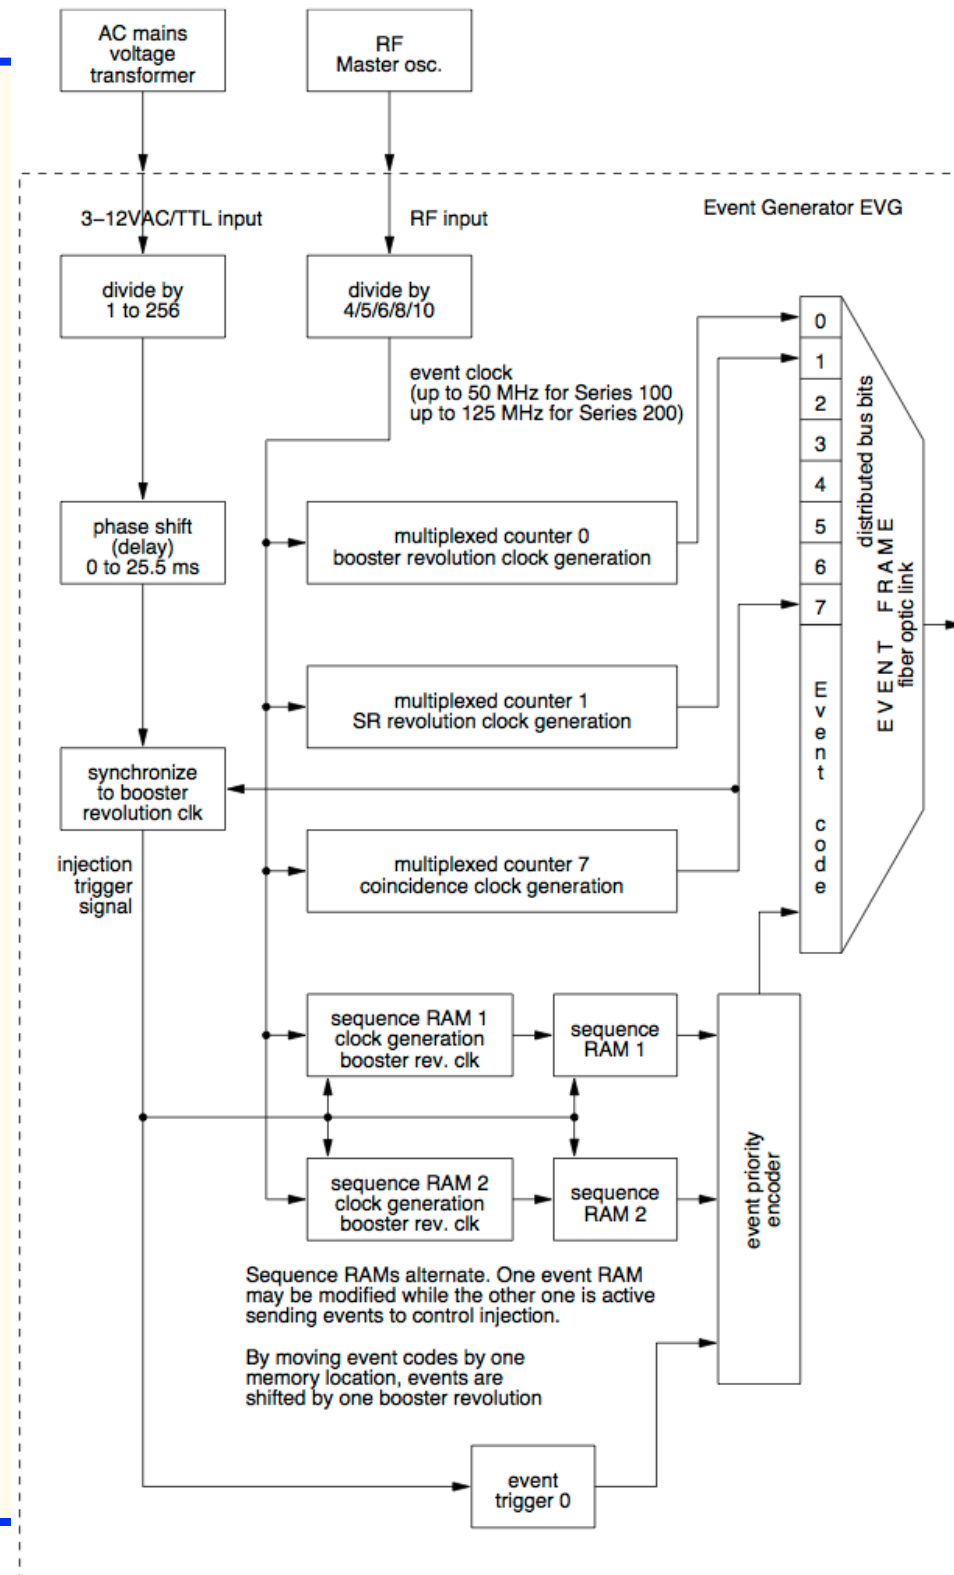 AC mains
voltage
transformer
RF
Master osc.
3–12VAC/TTL input
RF input
Event Generator EVG
divide by
1 to 256
divide by
4/5/6/8/10
event clock
(up to 50 MHz for Series 100
up to 125 MHz for Series 200)
0
1
2
3
4
5
6
7
Event code
distributed bus bits
EVENT FRAME
fiber optic link
phase shift
(delay)
0 to 25.5 ms
multiplexed counter 0
booster revolution clock generation
multiplexed counter 1
SR revolution clock generation
synchronize
to booster
revolution clk
multiplexed counter 7
coincidence clock generation
injection
trigger
signal
sequence RAM 1
clock generation
booster rev. clk
sequence
RAM 1
sequence RAM 2
clock generation
booster rev. clk
sequence
RAM 2
event priority
encoder
Sequence RAMs alternate. One event RAM
may be modified while the other one is active
sending events to control injection.
By moving event codes by one
memory location, events are
shifted by one booster revolution
event
trigger 0